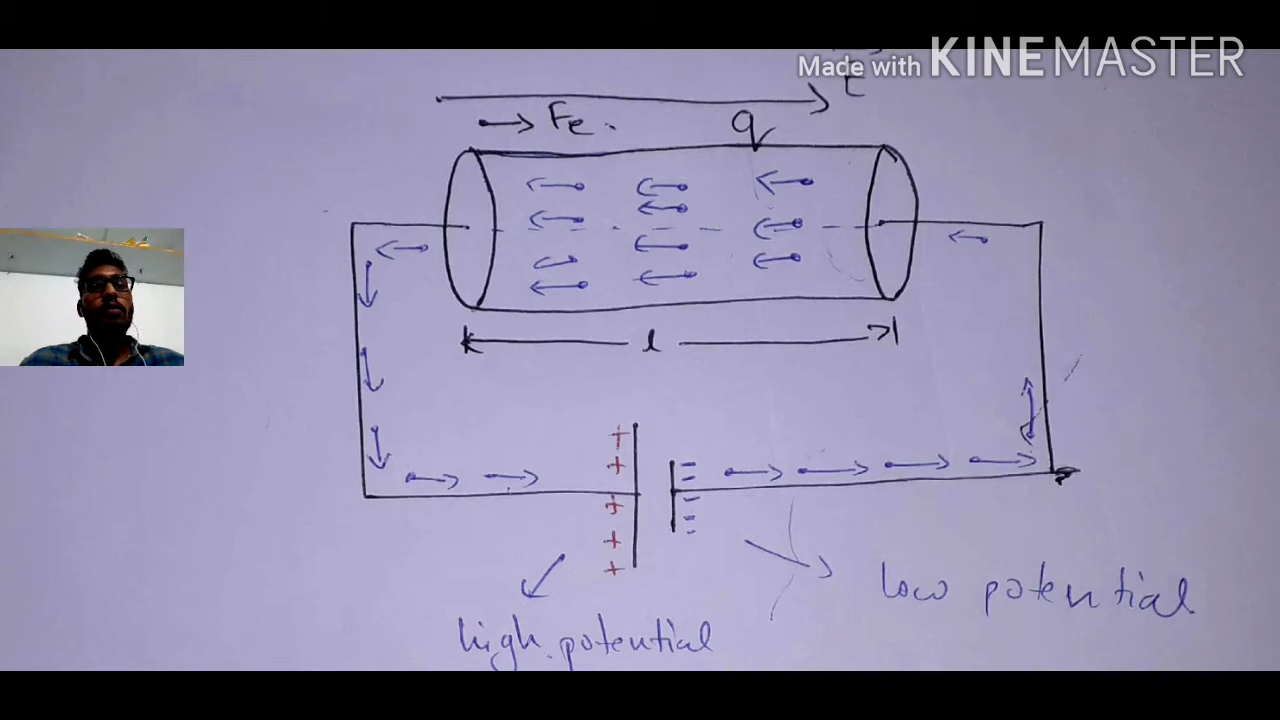 Made with KINEMASTER
E
Fe.
q
l
+ -
+ -
+ -
+ -
+
high potential
low potential